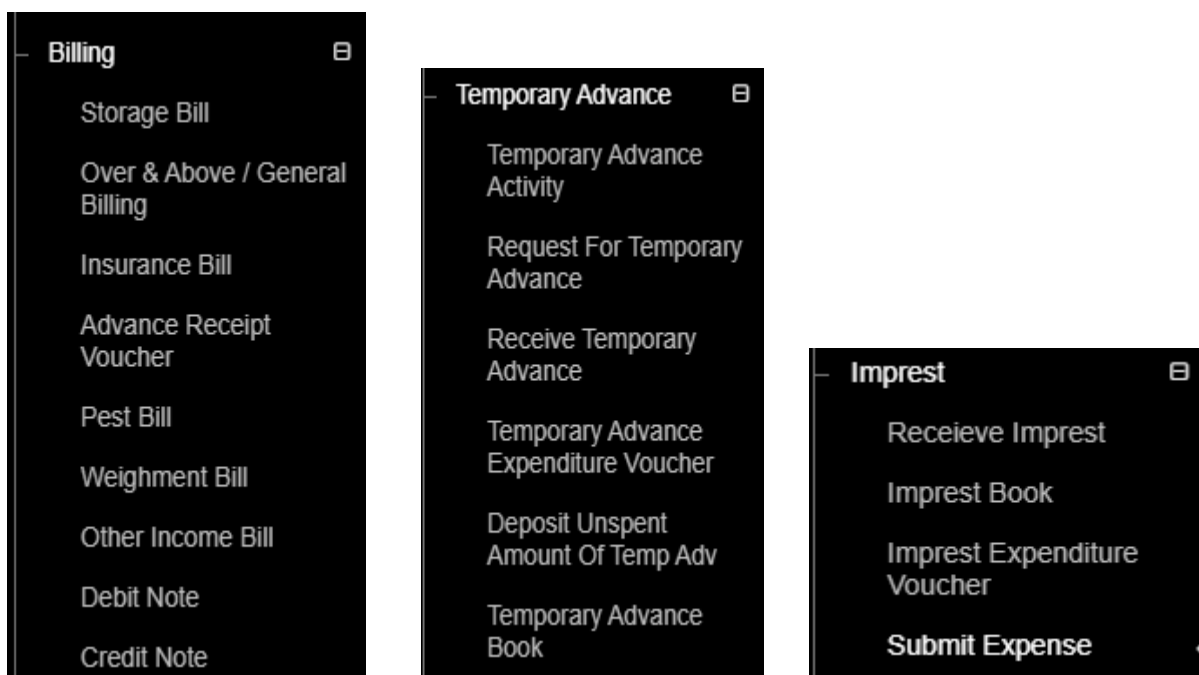 Billing
Storage Bill
Over & Above / General
Billing
Insurance Bill
Advance Receipt
Voucher
Pest Bill
Weighment Bill
Other Income Bill
Debit Note
Credit Note
Temporary Advance
Temporary Advance
Activity
Request For Temporary
Advance
Receive Temporary
Advance
Temporary Advance
Expenditure Voucher
Deposit Unspent
Amount Of Temp Adv
Temporary Advance
Book
Imprest
Receieve Imprest
Imprest Book
Imprest Expenditure
Voucher
Submit Expense